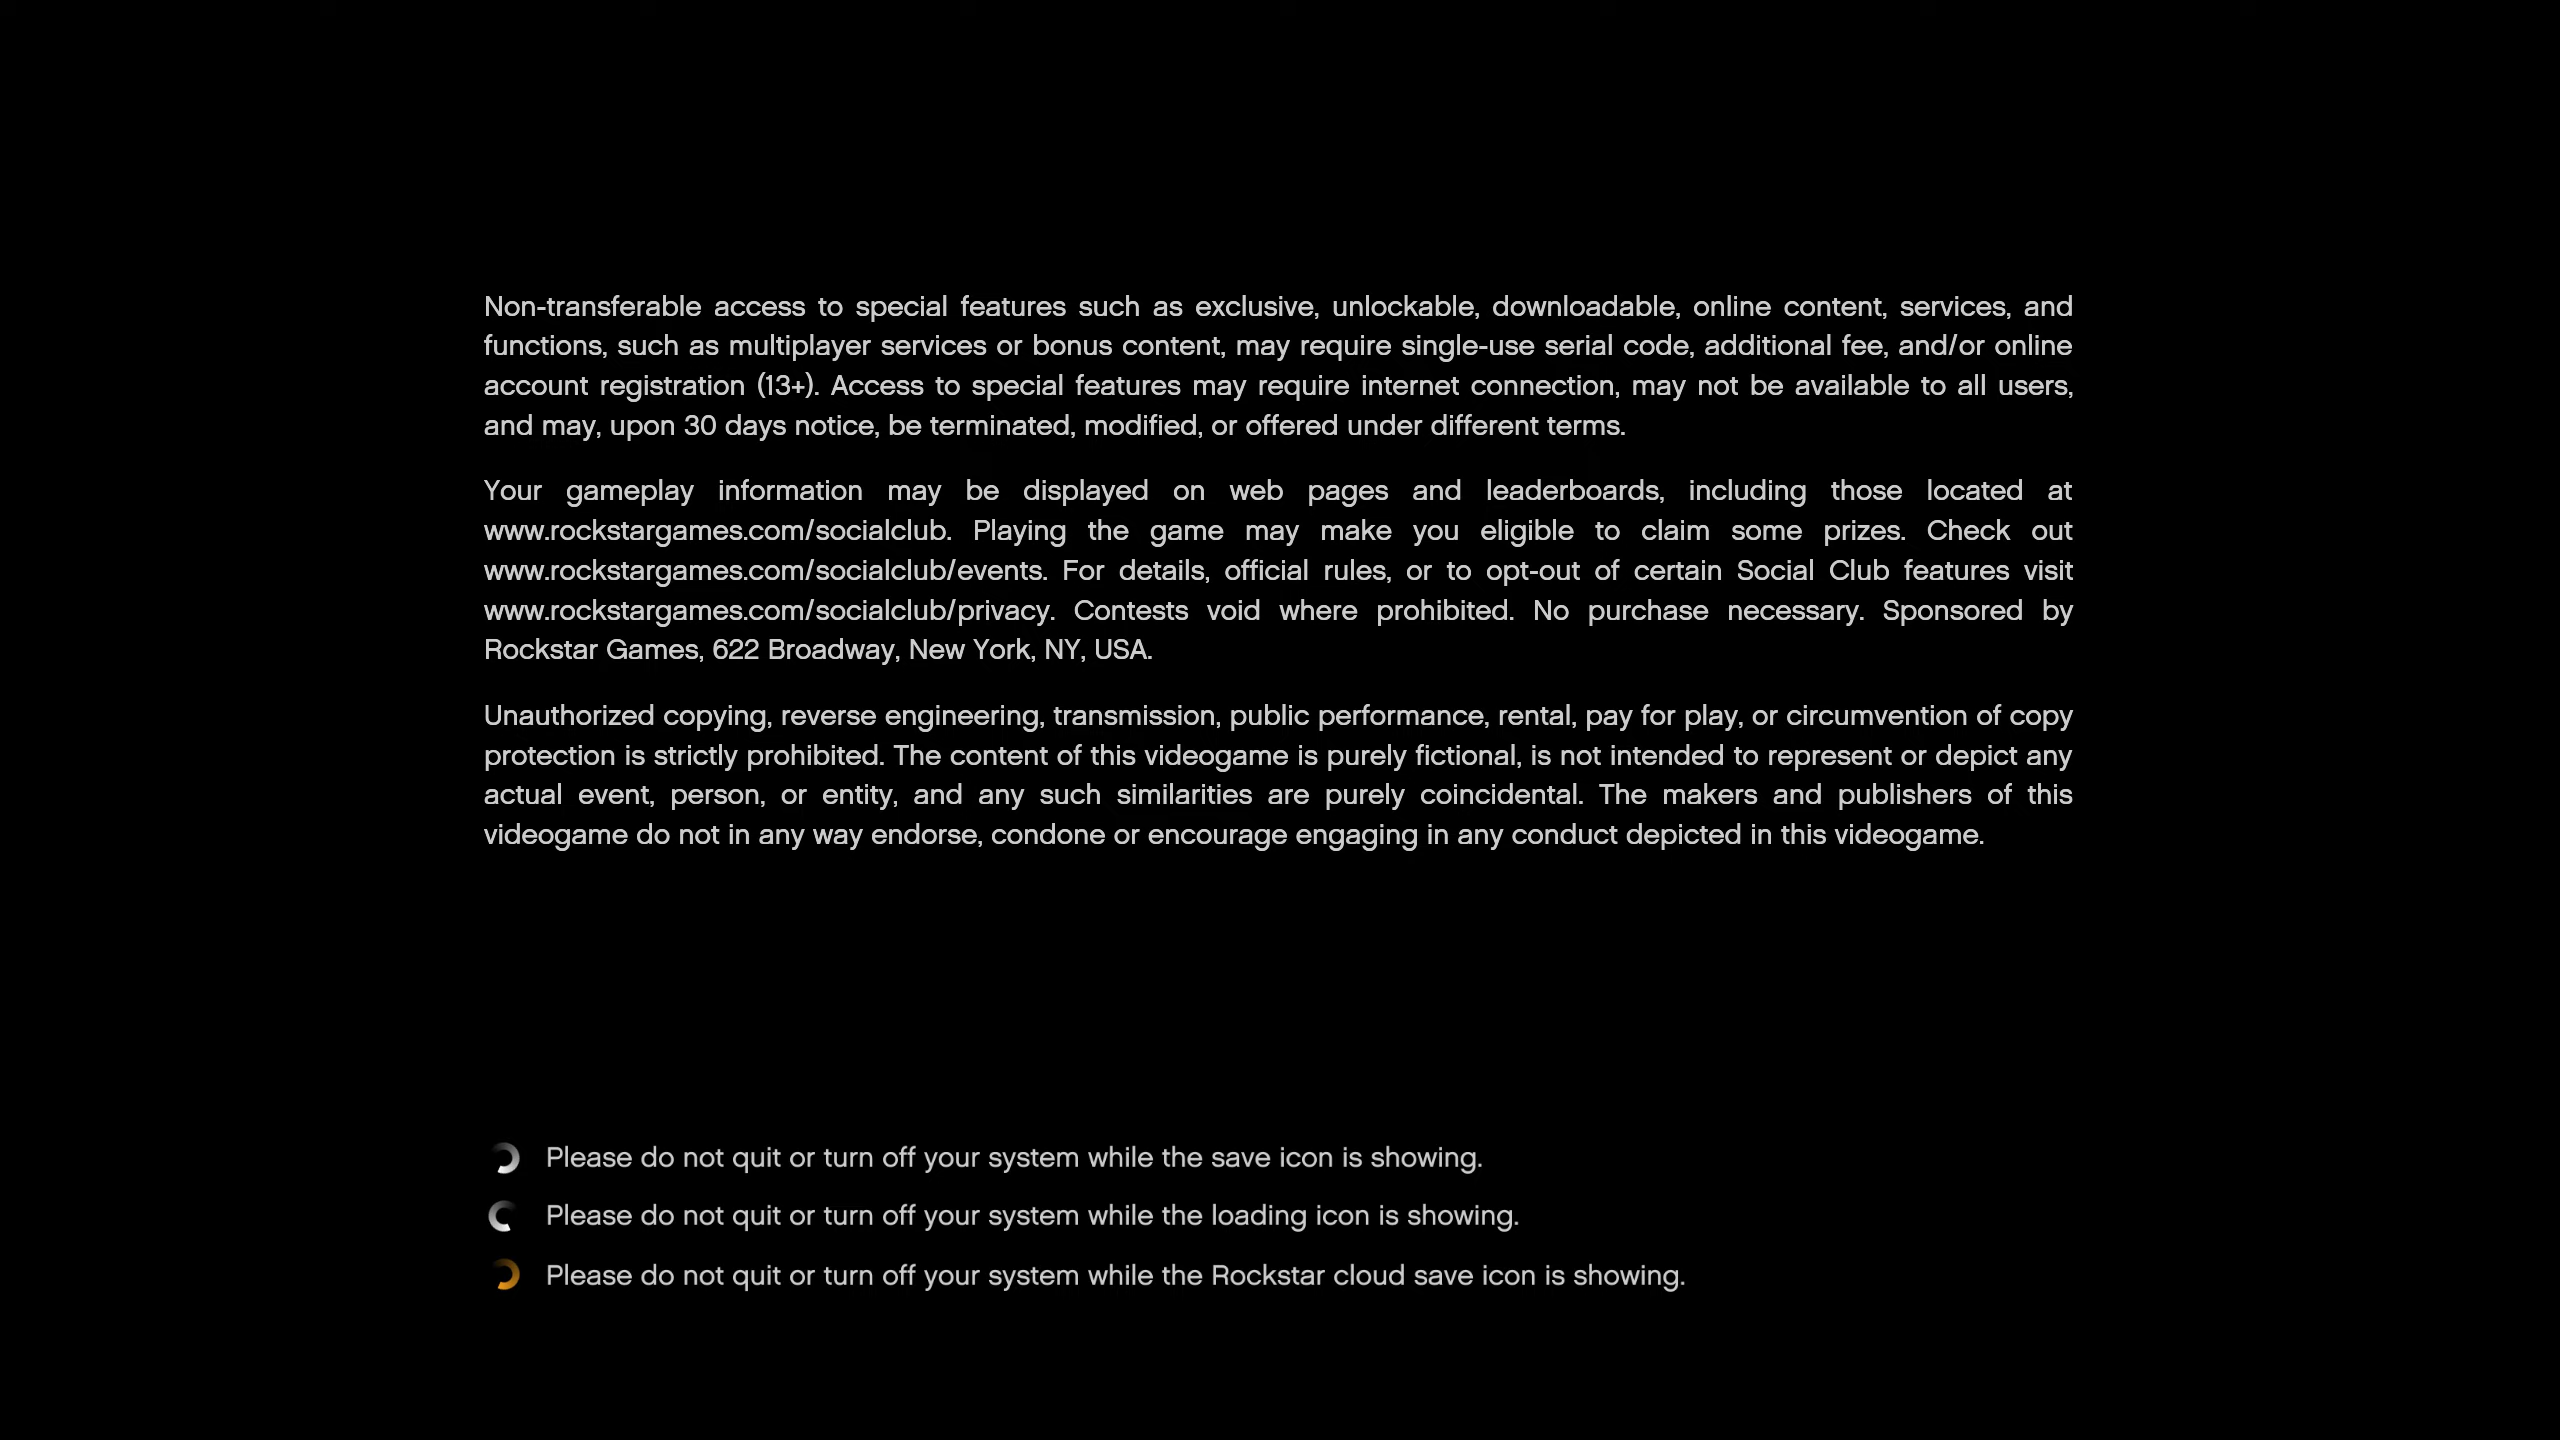 Non-transferable access to special features such as exclusive, unlockable, downloadable, online content, services, and
functions, such as multiplayer services or bonus content, may require single-use serial code, additional fee, and/or online
account registration (13+). Access to special features may require internet connection, may not be available to all users,
and may, upon 30 days notice, be terminated, modified, or offered under different terms.
Your gameplay information may be displayed on web pages and leaderboards, including those located at
www.rockstargames.com/socialclub. Playing the game may make you eligible to claim some prizes. Check out
www.rockstargames.com/socialclub/events. For details, official rules, or to opt-out of certain Social Club features visit
www.rockstargames.com/socialclub/privacy. Contests void where prohibited. No purchase necessary. Sponsored by
Rockstar Games, 622 Broadway, New York, NY, USA.
Unauthorized copying, reverse engineering, transmission, public performance, rental, pay for play, or circumvention of copy
protection is strictly prohibited. The content of this videogame is purely fictional, is not intended to represent or depict any
actual event, person, or entity, and any such similarities are purely coincidental. The makers and publishers of this
videogame do not in any way endorse, condone or encourage engaging in any conduct depicted in this videogame.
Please do not quit or turn off your system while the save icon is showing.
Please do not quit or turn off your system while the loading icon is showing.
Please do not quit or turn off your system while the Rockstar cloud save icon is showing.